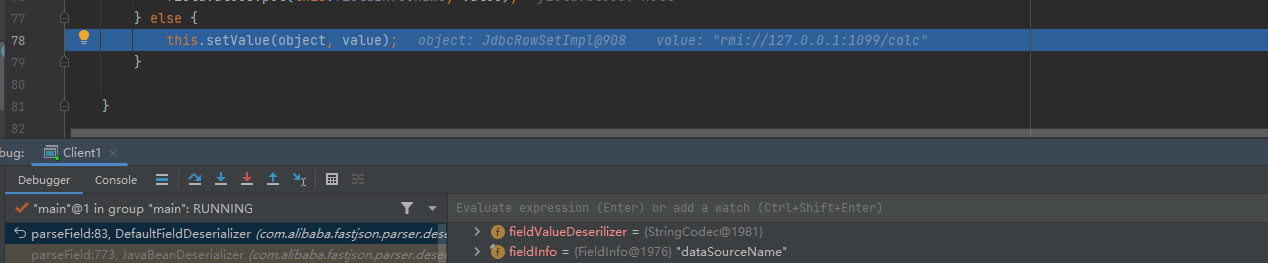 77 } else {
78 this.setValue(object, value); object: JdbcRowSetImpl@908 value: "rmi://127.0.0.1:1099/calc"
79 }
80
81 }
82
bug: Client1 ×
Debugger Console
"main"@1 in group "main": RUNNING
Evaluate expression (Enter) or add a watch (Ctrl+Shift+Enter)
parseField:83, DefaultFieldDeserializer (com.alibaba.fastjson.parser.dese
fieldValueDeserilizer = {StringCodec@1981}
parseField:773, JavaBeanDeserializer (com.alibaba.fastjson.parser.deser
fieldInfo = {FieldInfo@1976} "dataSourceName"